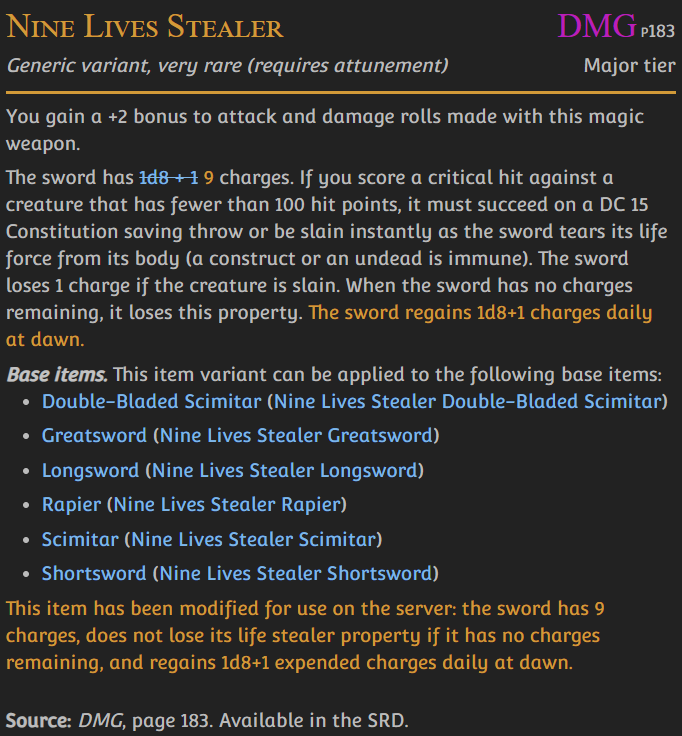 Nine Lives Stealer DMG P183
Generic variant, very rare (requires attunement) Major tier
You gain a +2 bonus to attack and damage rolls made with this magic
weapon.
The sword has 1d8 + 1 9 charges. If you score a critical hit against a
creature that has fewer than 100 hit points, it must succeed on a DC 15
Constitution saving throw or be slain instantly as the sword tears its life
force from its body (a construct or an undead is immune). The sword
loses 1 charge if the creature is slain. When the sword has no charges
remaining, it loses this property. The sword regains 1d8+1 charges daily
at dawn.
Base items. This item variant can be applied to the following base items:
• Double-Bladed Scimitar (Nine Lives Stealer Double-Bladed Scimitar)
• Greatsword (Nine Lives Stealer Greatsword)
• Longsword (Nine Lives Stealer Longsword)
• Rapier (Nine Lives Stealer Rapier)
• Scimitar (Nine Lives Stealer Scimitar)
• Shortsword (Nine Lives Stealer Shortsword)
This item has been modified for use on the server: the sword has 9
charges, does not lose its life stealer property if it has no charges
remaining, and regains 1d8+1 expended charges daily at dawn.
Source: DMG, page 183. Available in the SRD.